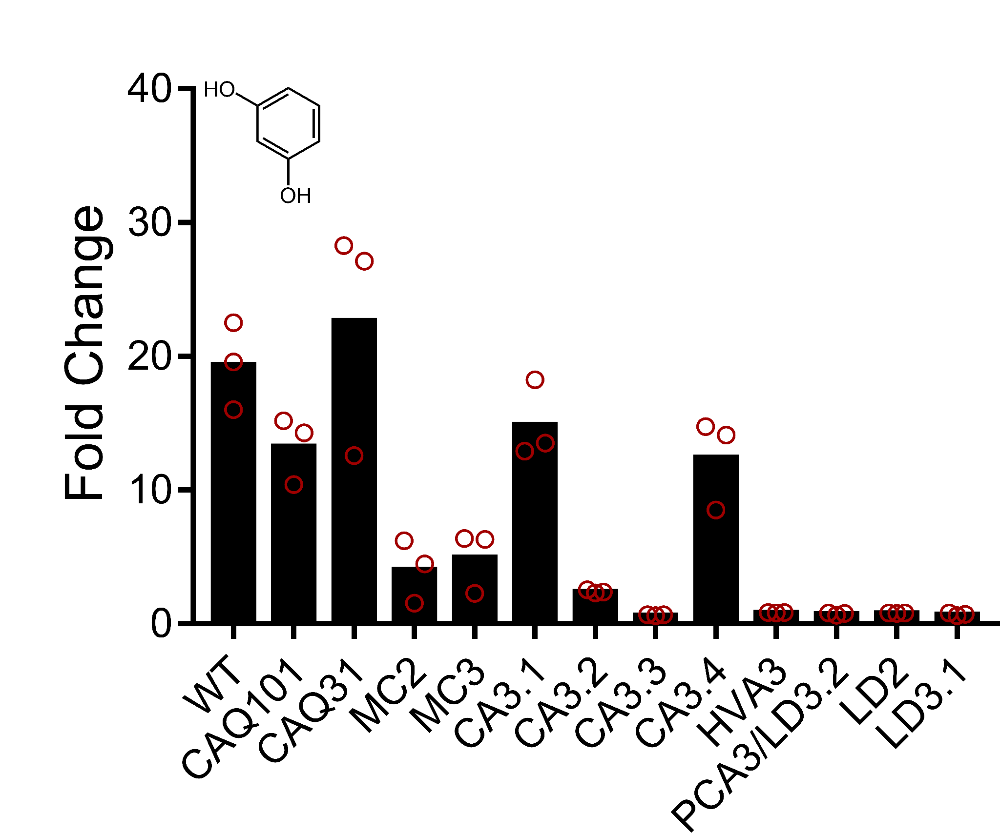 40
30
20
10
0
Fold Change
HO
OH
WT
CAQ101
CAQ31
MC2
MC3
CA3.1
CA3.2
CA3.3
CA3.4
HVA3
PCA3/LD3.2
LD2
LD3.1